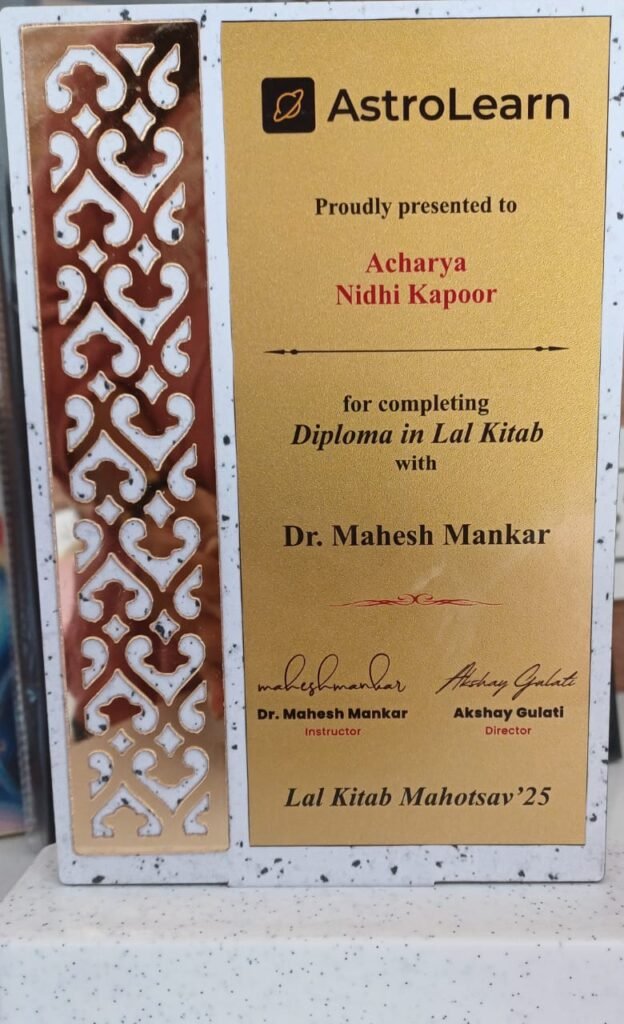 AstroLearn
Proudly presented to
Acharya
Nidhi Kapoor
for completing
Diploma in Lal Kitab
with
Dr. Mahesh Mankar
maheshmankar
Akshay Gulati
Dr. Mahesh Mankar
Akshay Gulati
Instructor
Director
Lal Kitab Mahotsav’25